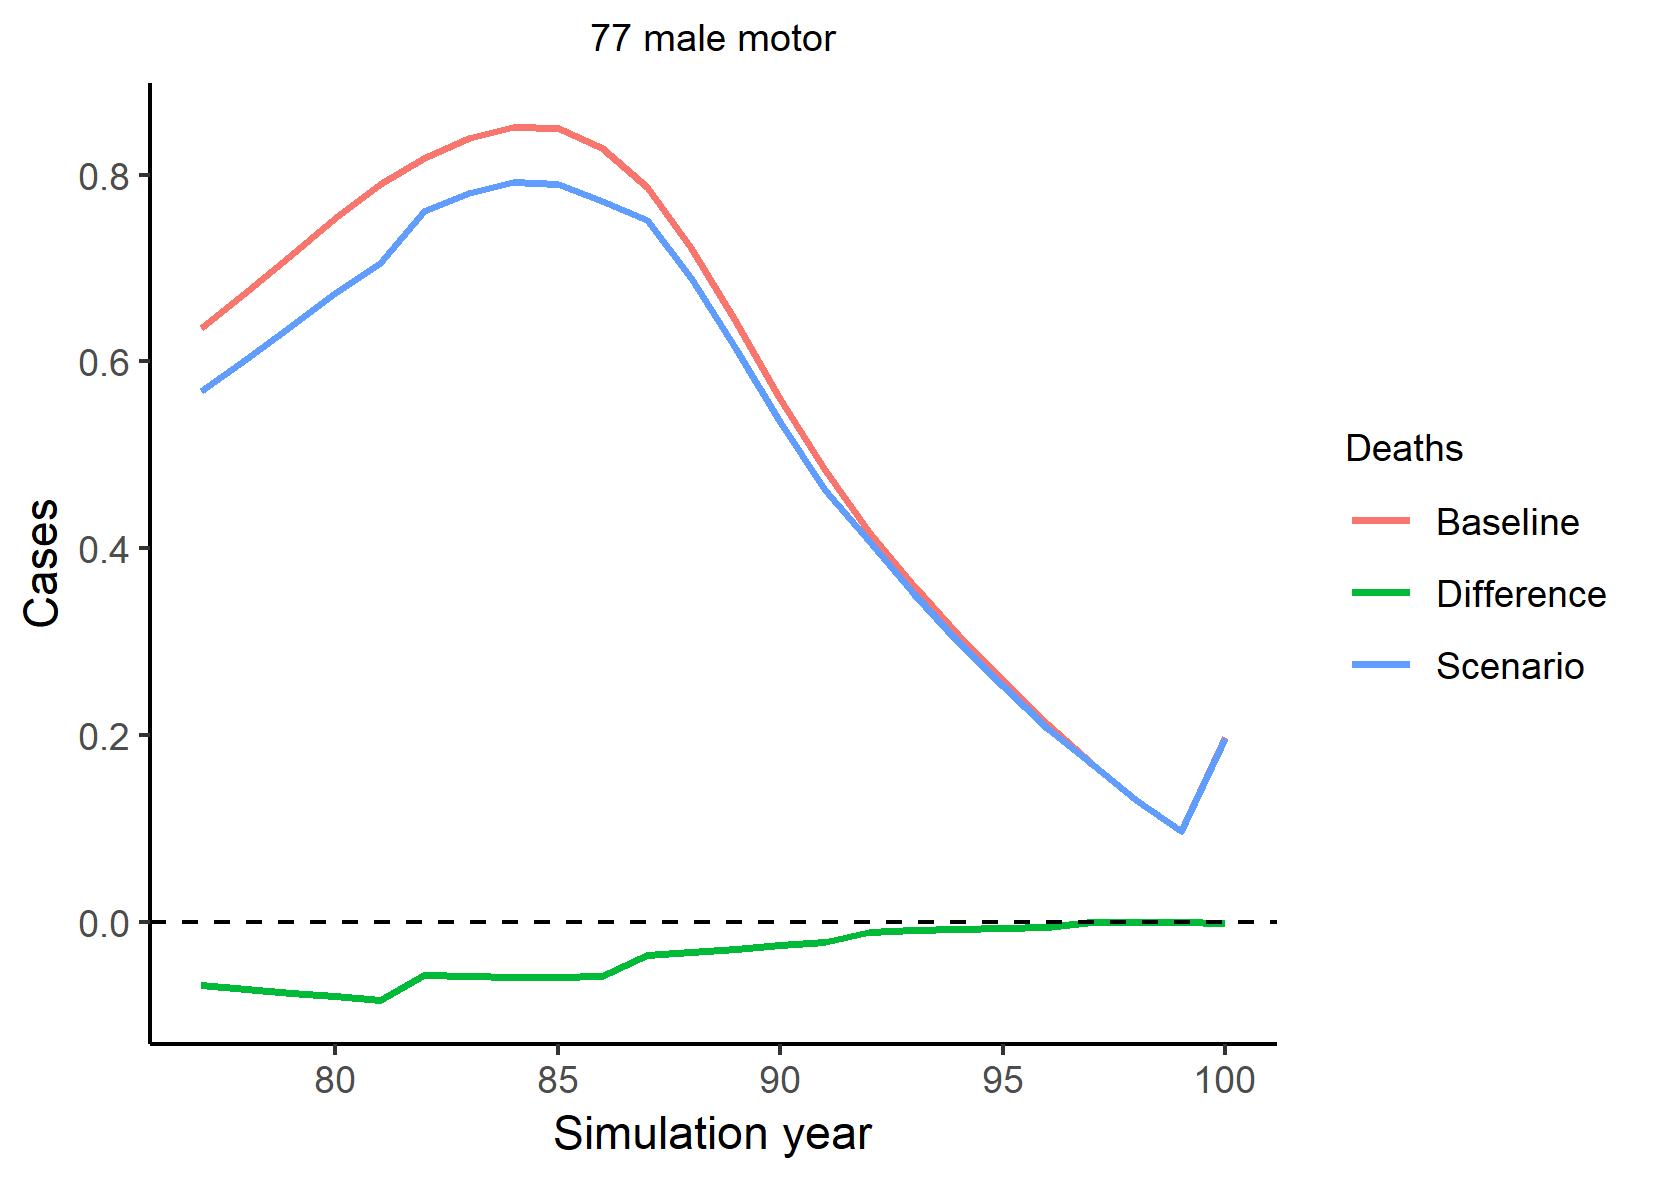 77 male motor
Cases
0.8
0.6
0.4
0.2
0.0
80 85 90 95 100
Simulation year
Deaths
Baseline
Difference
Scenario